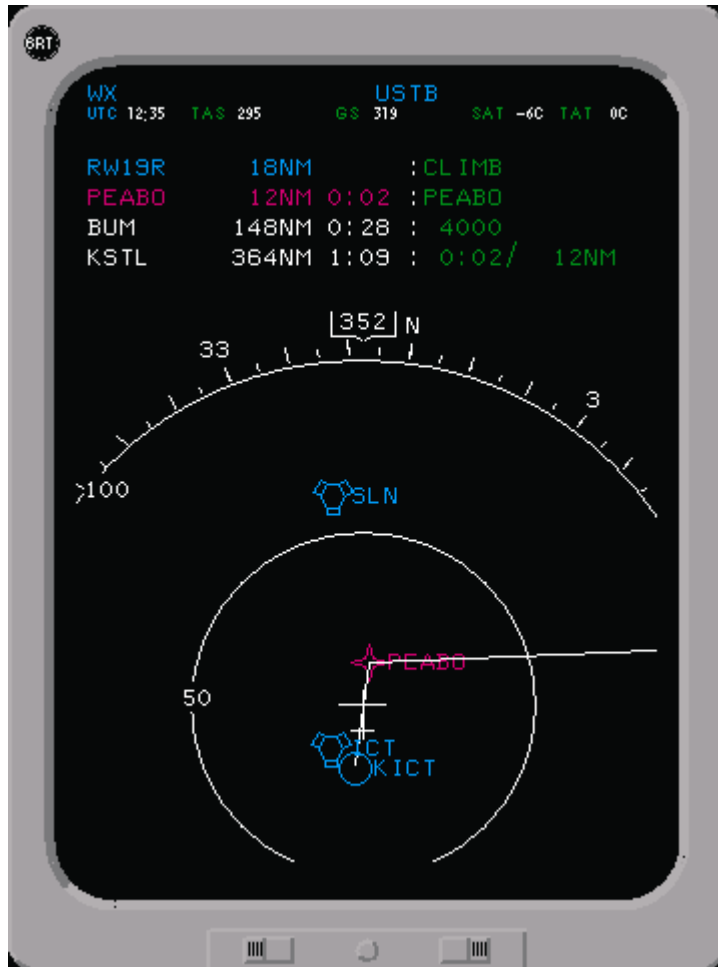 BRT
WX USTB
UTC 12:35 TAS 295 GS 319 SAT -6C TAT 0C
RW19R 18NM :CLIMB
PEABO 12NM 0:02 :PEABO
BUM 148NM 0:28 : 4000
KSTL 364NM 1:09 : 0:02/ 12NM
352 N
33
3
100
SLN
PEABO
50
ICT
KICT